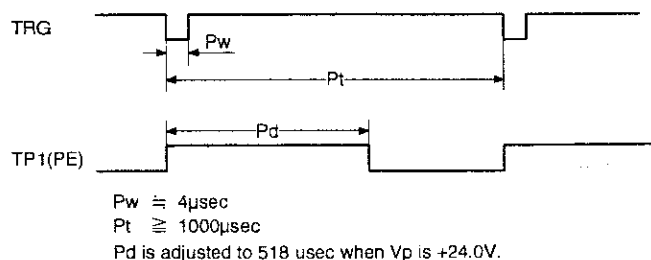 TRG
Pw
Pt
Pd
TP1(PE)
Pw ≒ 4µsec
Pt ≧ 1000µsec
Pd is adjusted to 518 usec when Vp is +24.0V.